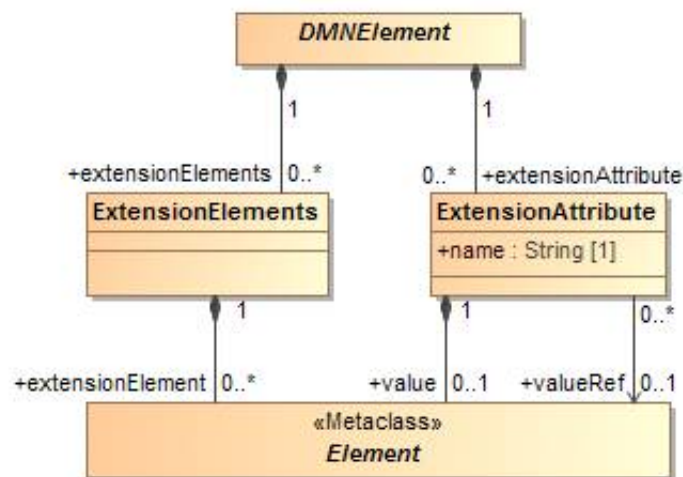 DMNElement
1
1
+extensionElements
0..*
0..*
+extensionAttribute
ExtensionElements
ExtensionAttribute
+name : String [1]
1
1
0..*
+extensionElement
0..*
+value
0..1
+valueRef
0..1
«Metaclass»
Element